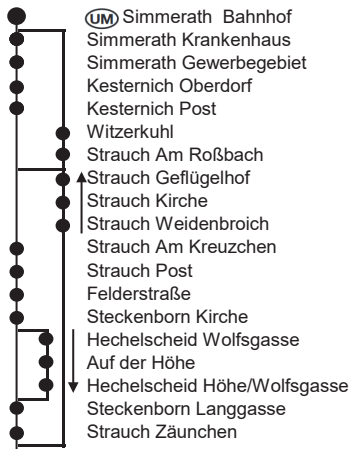 UM Simmerath Bahnhof
Simmerath Krankenhaus
Simmerath Gewerbegebiet
Kesternich Oberdorf
Kesternich Post
Witzerkuhl
Strauch Am Roßbach
Strauch Geflügelhof
Strauch Kirche
Strauch Weidenbroich
Strauch Am Kreuzchen
Strauch Post
Felderstraße
Steckenborn Kirche
Hechelscheid Wolfsgasse
Auf der Höhe
Hechelscheid Höhe/Wolfsgasse
Steckenborn Langgasse
Strauch Zäunchen